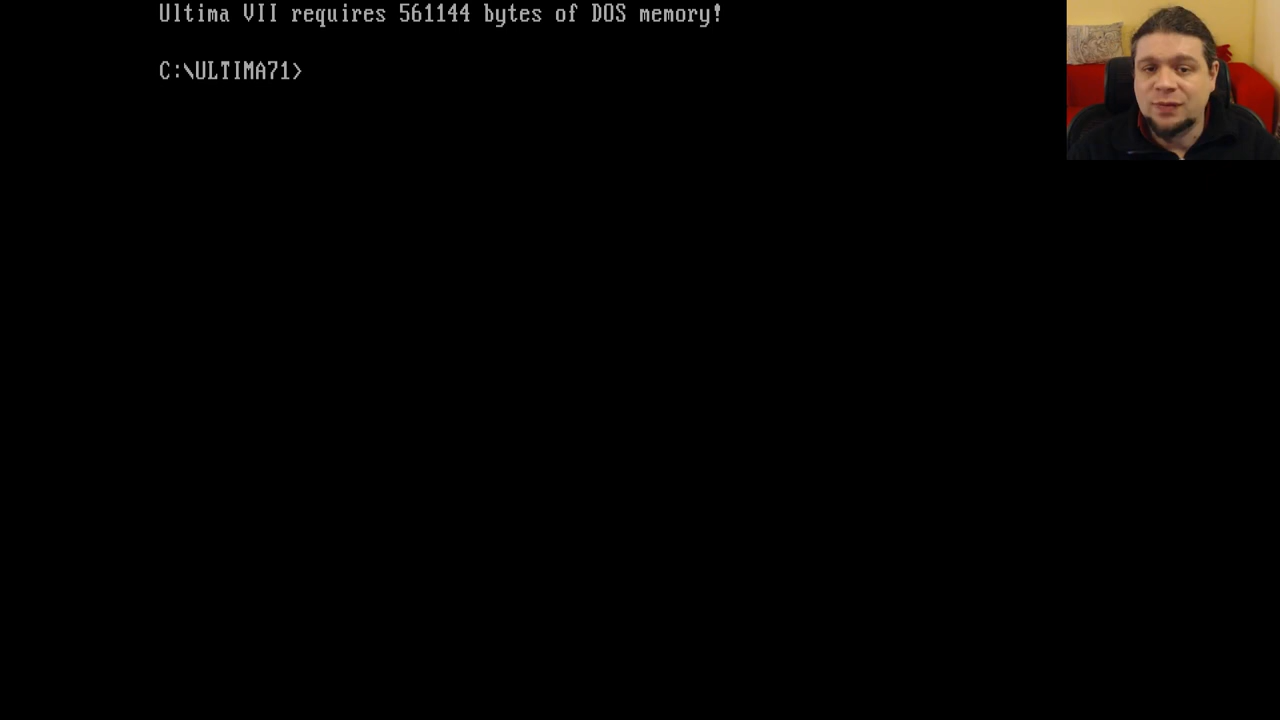 Ultima VII requires 561144 bytes of DOS memory!
C:\ULTIMA71>